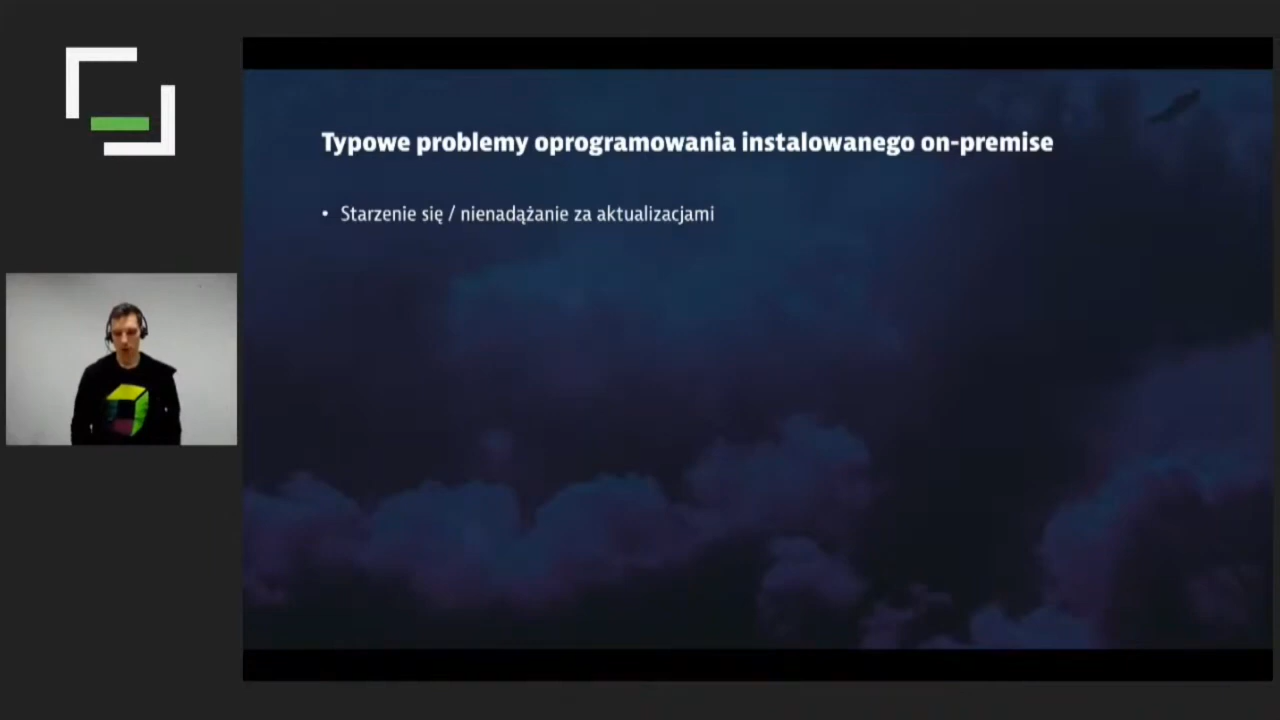 Typowe problemy oprogramowania instalowanego on-premise
• Starzenie się / nienadążanie za aktualizacjami